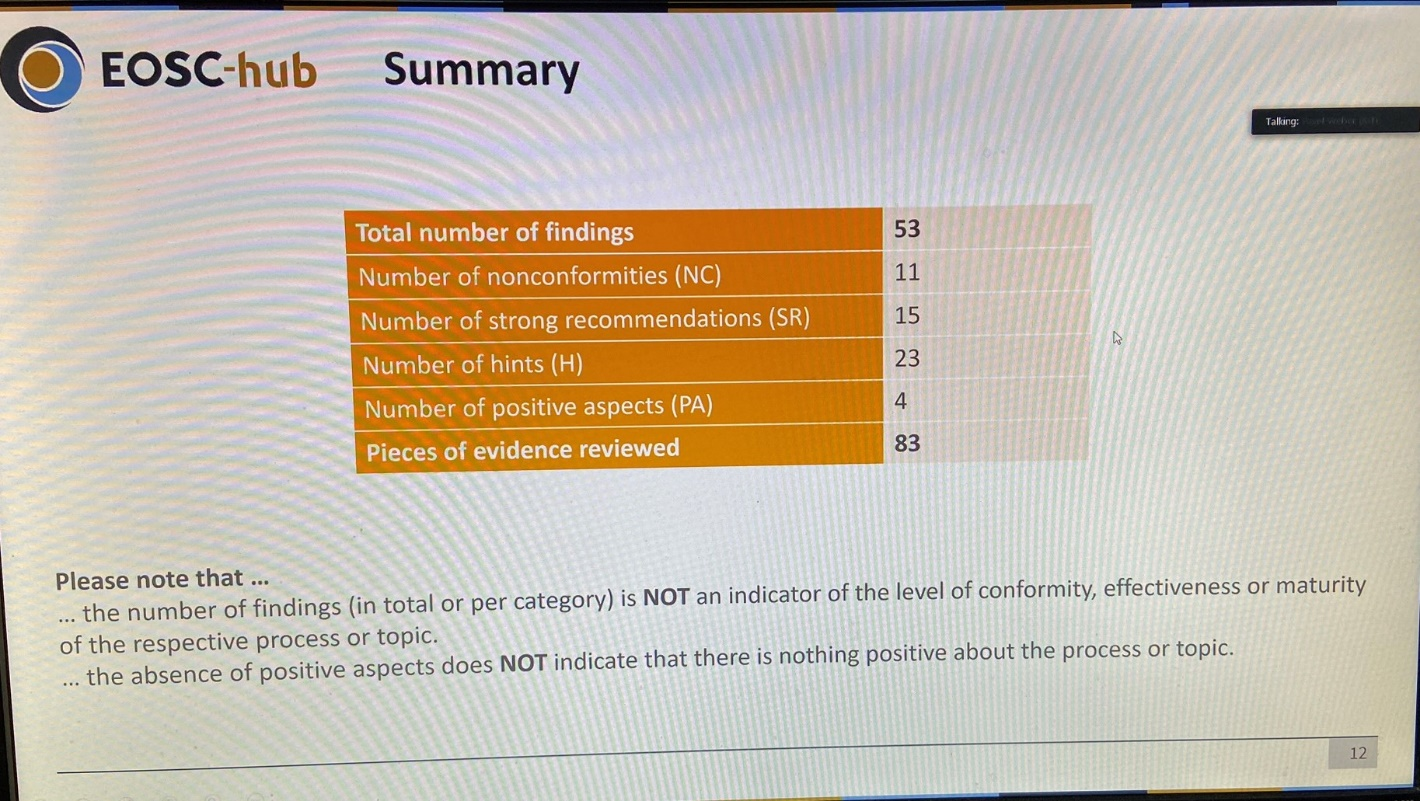 EOSC-hub Summary
Talking:
Total number of findings 53
Number of nonconformities (NC) 11
Number of strong recommendations (SR) 15
Number of hints (H) 23
Number of positive aspects (PA) 4
Pieces of evidence reviewed 83
Please note that ...
... the number of findings (in total or per category) is NOT an indicator of the level of conformity, effectiveness or maturity
of the respective process or topic.
... the absence of positive aspects does NOT indicate that there is nothing positive about the process or topic.
12